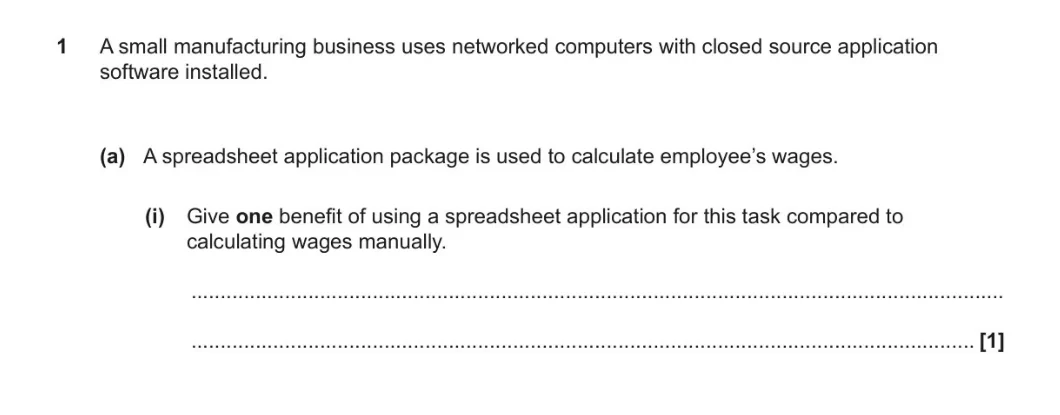 1 A small manufacturing business uses networked computers with closed source application
software installed.
(a) A spreadsheet application package is used to calculate employee’s wages.
(i) Give one benefit of using a spreadsheet application for this task compared to
calculating wages manually.
...................................................................................................................................
............................................................................................................................... [1]